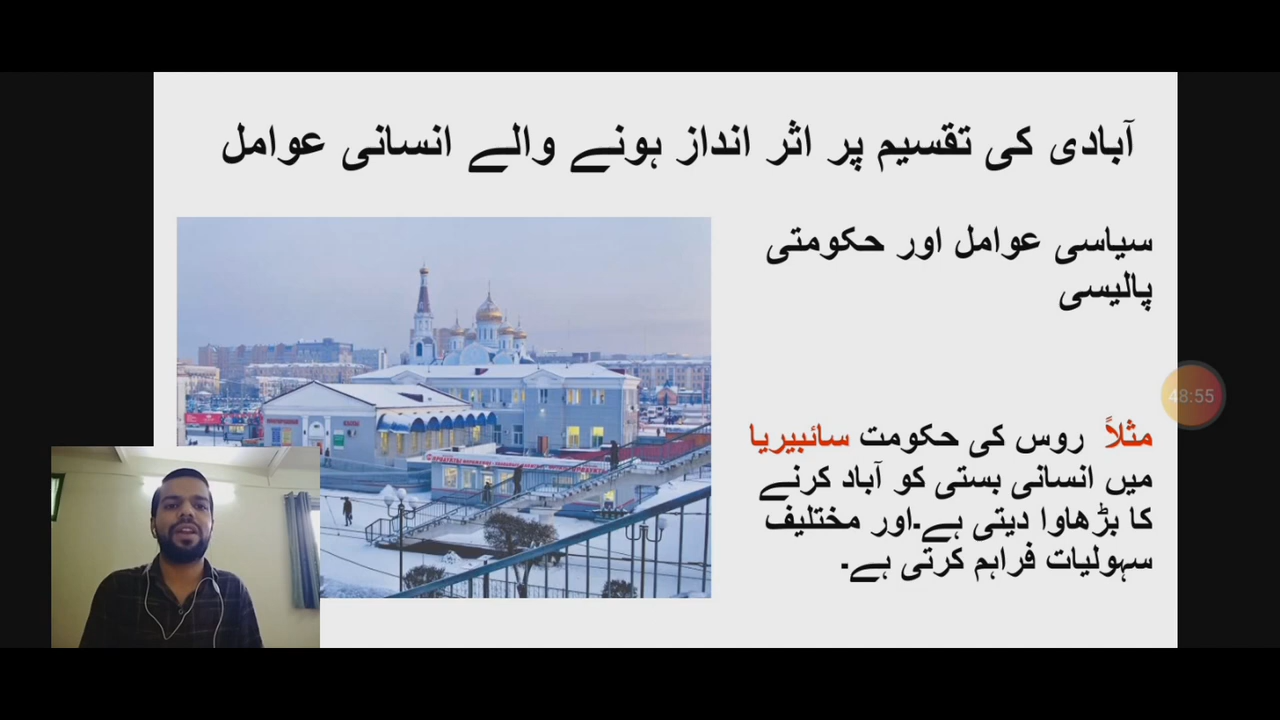 آبادی کی تقسیم پر اثر انداز ہونے والے انسانی عوامل
سیاسی عوامل اور حکومتی
پالیسی
مثلاً روس کی حکومت سائبیریا
میں انسانی بستی کو آباد کرنے
کا بڑھاوا دیتی ہے۔اور مختلیف
سہولیات فراہم کرتی ہے۔
48:55